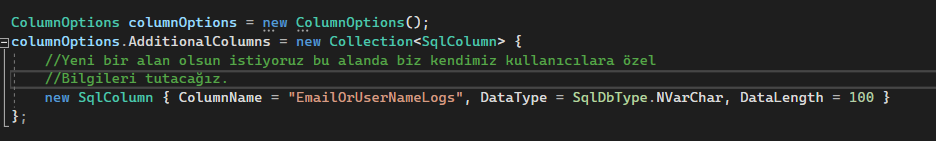 ColumnOptions columnOptions = new ColumnOptions();
columnOptions.AdditionalColumns = new Collection<SqlColumn> {
//Yeni bir alan olsun istiyoruz bu alanda biz kendimiz kullanıcılara özel
//Bilgileri tutacağız.
new SqlColumn { ColumnName = "EmailOrUserNameLogs", DataType = SqlDbType.NVarChar, DataLength = 100 }
};